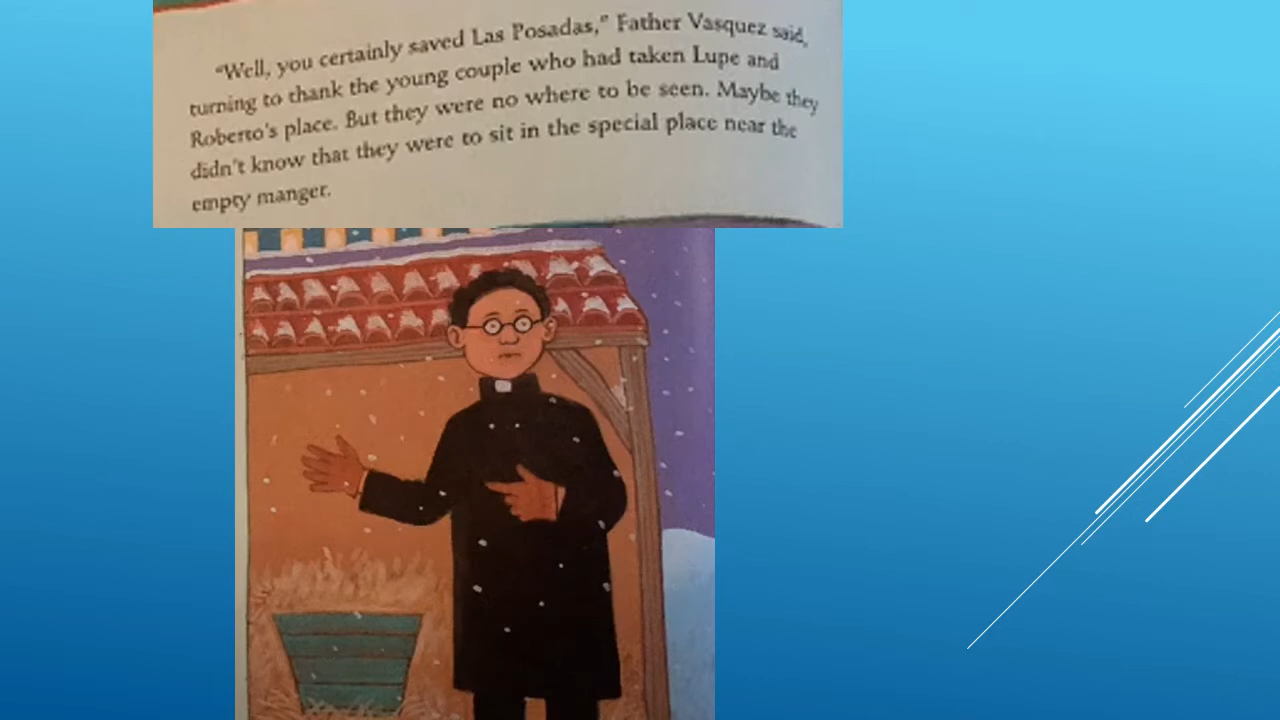 “Well, you certainly saved Las Posadas,” Father Vasquez said,
turning to thank the young couple who had taken Lupe and
Roberto’s place. But they were no where to be seen. Maybe they
didn’t know that they were to sit in the special place near the
empty manger.